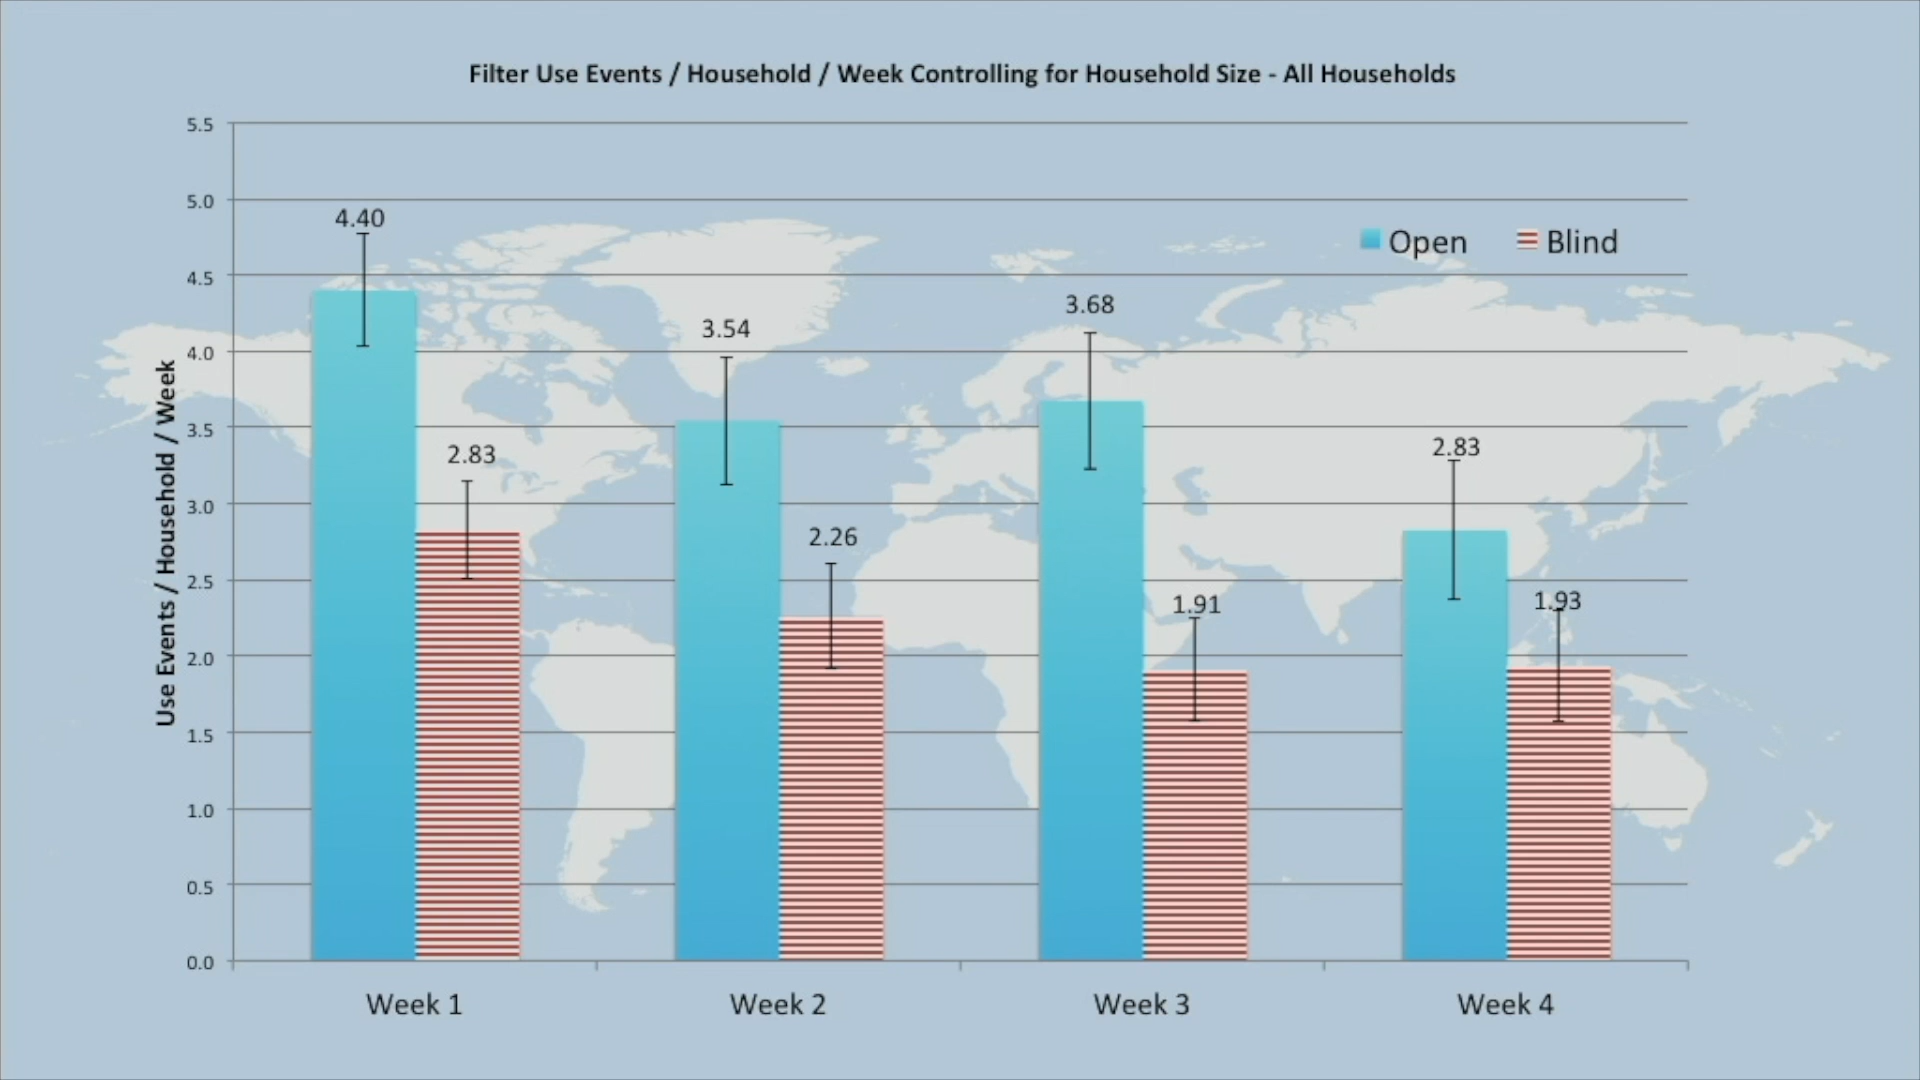 Filter Use Events / Household / Week Controlling for Household Size - All Households
5.5
5.0
4.5
4.0
3.5
3.0
2.5
2.0
1.5
1.0
0.5
0.0
Use Events / Household / Week
Open
Blind
4.40
2.83
3.54
2.26
3.68
1.91
2.83
1.93
Week 1
Week 2
Week 3
Week 4